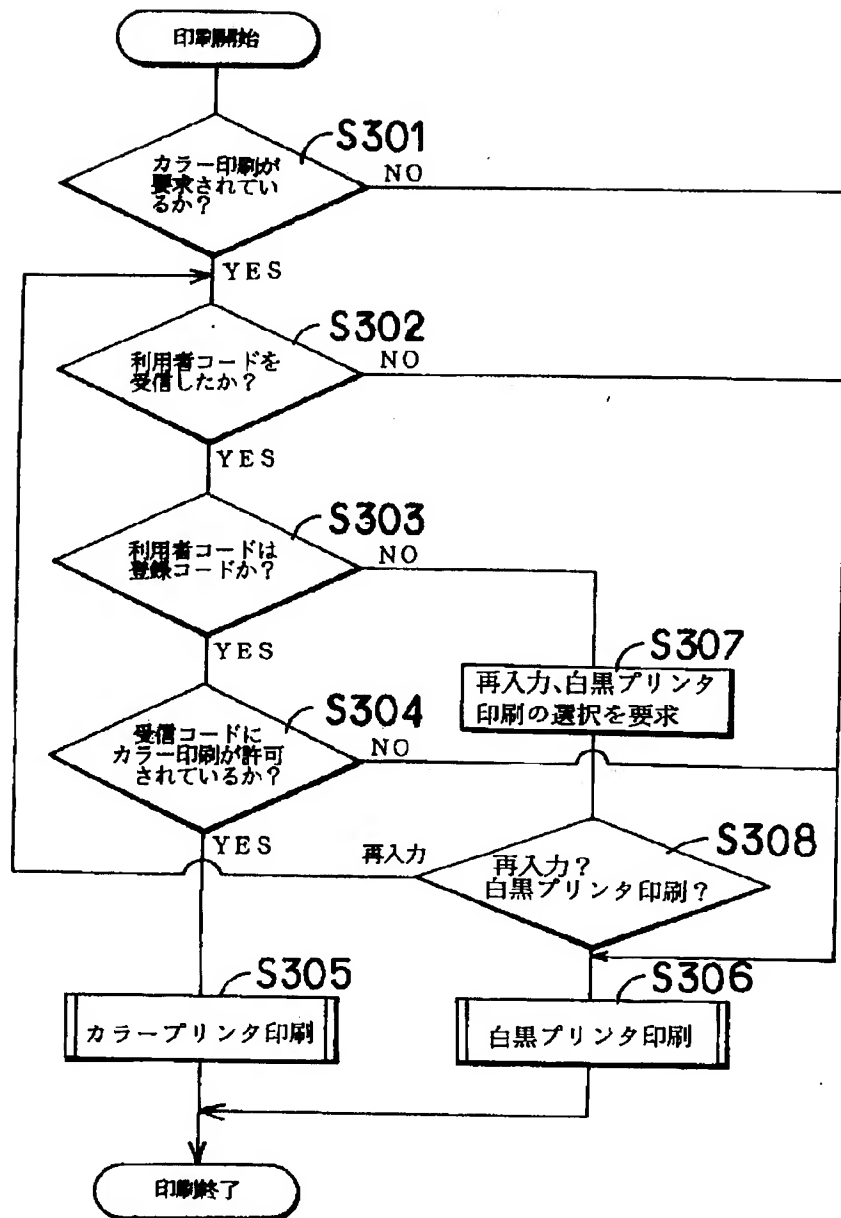 印刷開始
S301
カラー印刷が
要求されてい
るか？
NO
YES
S302
利用者コードを
受信したか？
NO
YES
S303
利用者コードは
登録コードか？
NO
YES
S307
再入力、白黒プリンタ
印刷の選択を要求
S304
受信コードに
カラー印刷が許可
されているか？
NO
YES
再入力
S308
再入力？
白黒プリンタ印刷？
S305
カラープリンタ印刷
S306
白黒プリンタ印刷
印刷終了